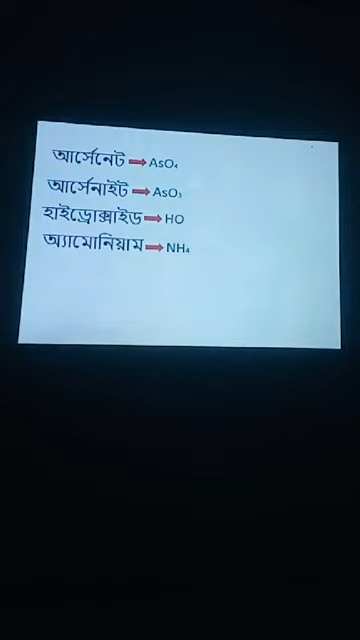 আর্সেনেট ➡ AsO₄
আর্সেনাইট ➡ AsO₃
হাইড্রোক্সাইড ➡ HO
অ্যামোনিয়াম ➡ NH₄